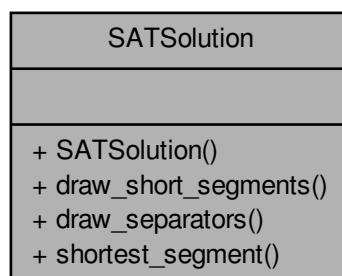 SATSolution
+ SATSolution()
+ draw_short_segments()
+ draw_separators()
+ shortest_segment()